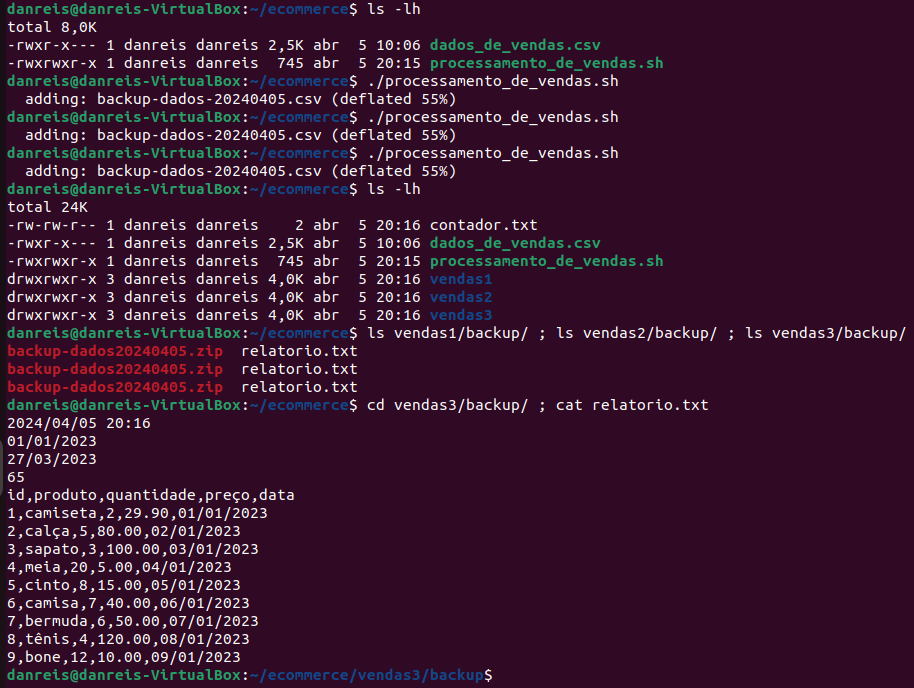 danreis@danreis-VirtualBox:~/ecommerce$ ls -lh
total 8,0K
-rwxr-x--- 1 danreis danreis 2,5K abr  5 10:06 dados_de_vendas.csv
-rwxrwxr-x 1 danreis danreis  745 abr  5 20:15 processamento_de_vendas.sh
danreis@danreis-VirtualBox:~/ecommerce$ ./processamento_de_vendas.sh
  adding: backup-dados-20240405.csv (deflated 55%)
danreis@danreis-VirtualBox:~/ecommerce$ ./processamento_de_vendas.sh
  adding: backup-dados-20240405.csv (deflated 55%)
danreis@danreis-VirtualBox:~/ecommerce$ ./processamento_de_vendas.sh
  adding: backup-dados-20240405.csv (deflated 55%)
danreis@danreis-VirtualBox:~/ecommerce$ ls -lh
total 24K
-rw-rw-r-- 1 danreis danreis    2 abr  5 20:16 contador.txt
-rwxr-x--- 1 danreis danreis 2,5K abr  5 10:06 dados_de_vendas.csv
-rwxrwxr-x 1 danreis danreis  745 abr  5 20:15 processamento_de_vendas.sh
drwxrwxr-x 3 danreis danreis 4,0K abr  5 20:16 vendas1
drwxrwxr-x 3 danreis danreis 4,0K abr  5 20:16 vendas2
drwxrwxr-x 3 danreis danreis 4,0K abr  5 20:16 vendas3
danreis@danreis-VirtualBox:~/ecommerce$ ls vendas1/backup/ ; ls vendas2/backup/ ; ls vendas3/backup/
backup-dados20240405.zip  relatorio.txt
backup-dados20240405.zip  relatorio.txt
backup-dados20240405.zip  relatorio.txt
danreis@danreis-VirtualBox:~/ecommerce$ cd vendas3/backup/ ; cat relatorio.txt
2024/04/05 20:16
01/01/2023
27/03/2023
65
id,produto,quantidade,preço,data
1,camiseta,2,29.90,01/01/2023
2,calça,5,80.00,02/01/2023
3,sapato,3,100.00,03/01/2023
4,meia,20,5.00,04/01/2023
5,cinto,8,15.00,05/01/2023
6,camisa,7,40.00,06/01/2023
7,bermuda,6,50.00,07/01/2023
8,tênis,4,120.00,08/01/2023
9,bone,12,10.00,09/01/2023
danreis@danreis-VirtualBox:~/ecommerce/vendas3/backup$